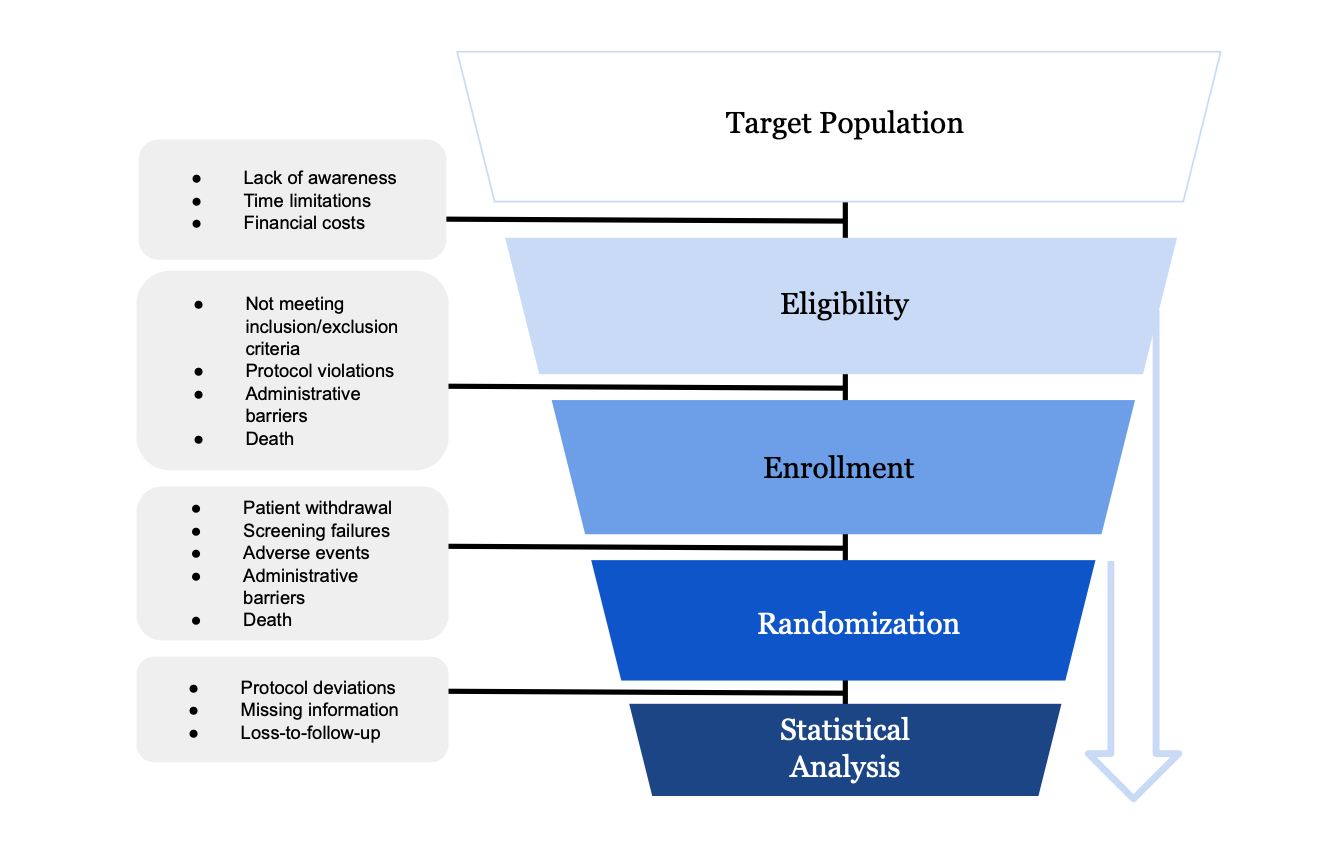 Target Population
● Lack of awareness
● Time limitations
● Financial costs
Eligibility
● Not meeting
inclusion/exclusion
criteria
● Protocol violations
● Administrative
barriers
● Death
Enrollment
● Patient withdrawal
● Screening failures
● Adverse events
● Administrative
barriers
● Death
Randomization
● Protocol deviations
● Missing information
● Loss-to-follow-up
Statistical
Analysis